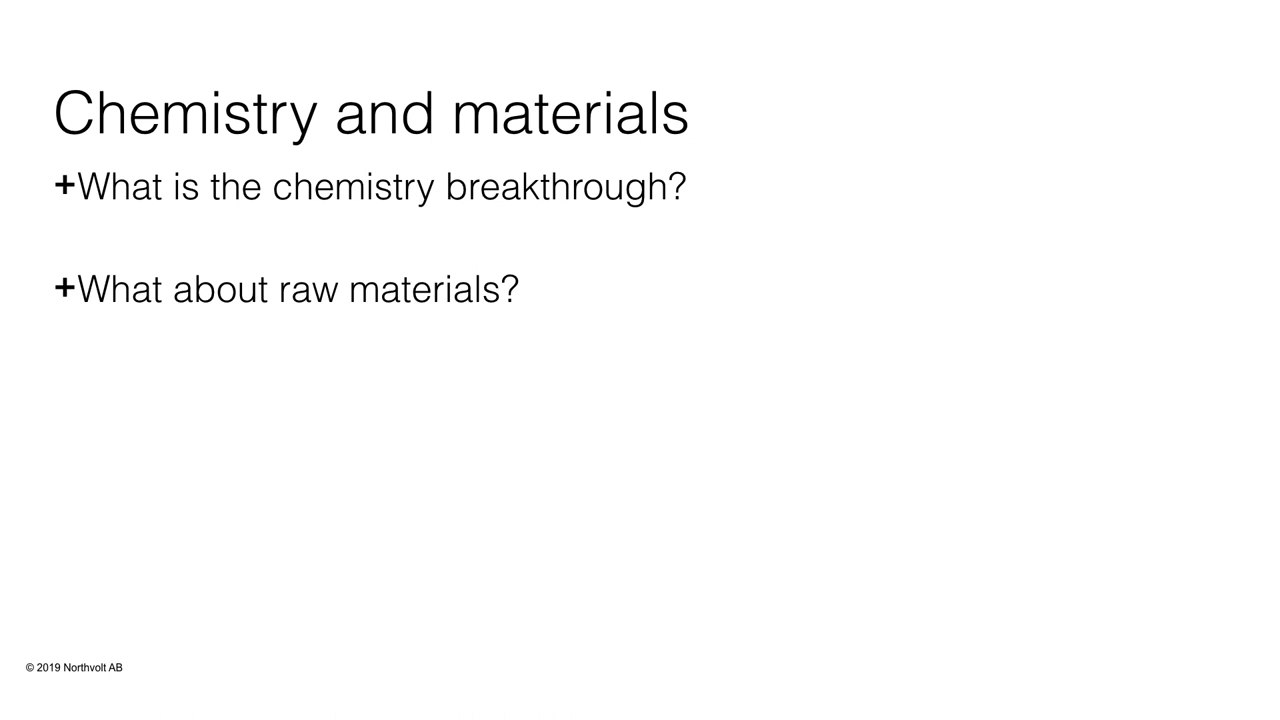 Chemistry and materials
+What is the chemistry breakthrough?
+What about raw materials?
© 2019 Northvolt AB